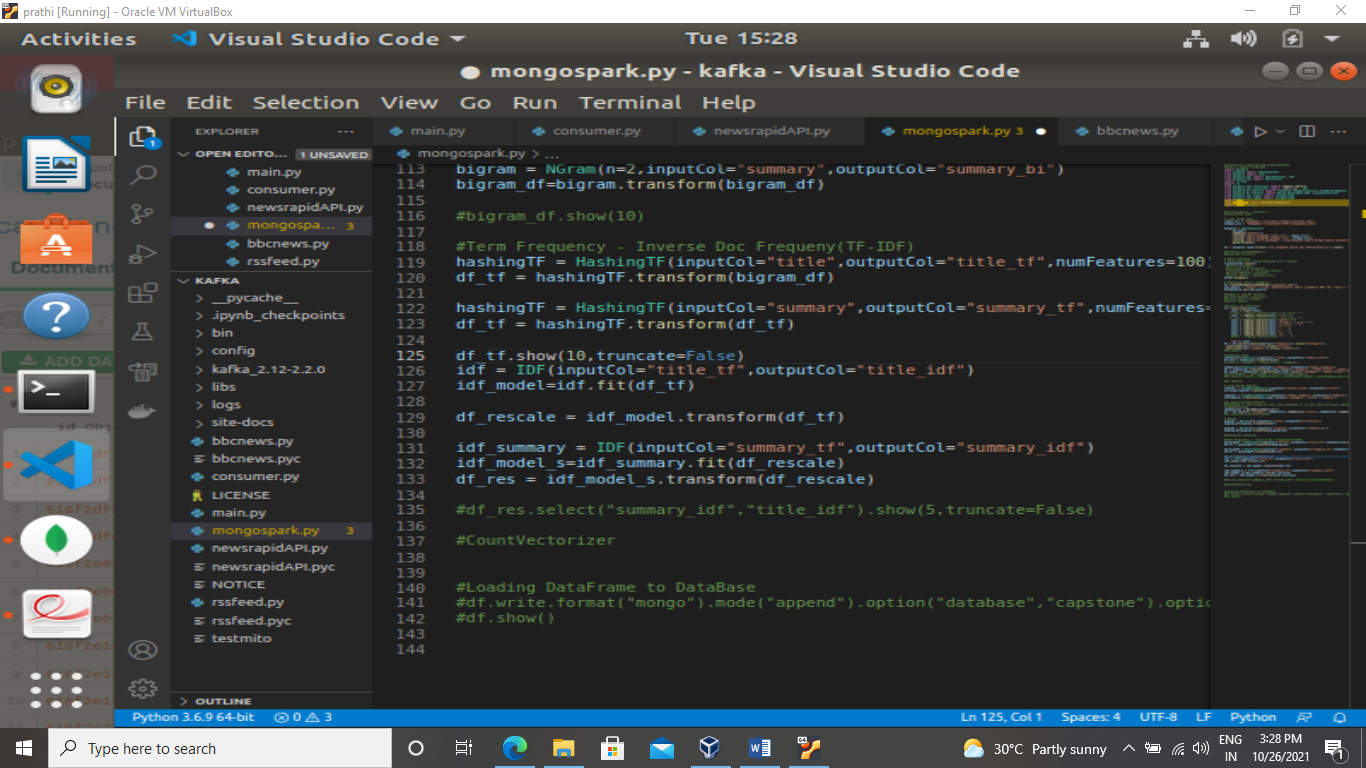 prathi [Running] - Oracle VM VirtualBox
Activities Visual Studio Code Tue 15:28
mongospark.py - kafka - Visual Studio Code
File Edit Selection View Go Run Terminal Help
EXPLORER ···
main.py consumer.py newsrapidAPI.py mongospark.py 3 bbcnews.py
OPEN EDITO... 1 UNSAVED
main.py
consumer.py
newsrapidAPI.py
mongospa... 3
bbcnews.py
rssfeed.py
KAFKA
__pycache__
.ipynb_checkpoints
bin
config
kafka_2.12-2.2.0
libs
logs
site-docs
bbcnews.py
bbcnews.pyc
consumer.py
LICENSE
main.py
mongospark.py 3
newsrapidAPI.py
newsrapidAPI.pyc
NOTICE
rssfeed.py
rssfeed.pyc
testmito
OUTLINE
mongospark.py > ...
113 bigram = NGram(n=2,inputCol="summary",outputCol="summary_bi")
114 bigram_df=bigram.transform(bigram_df)
115
116 #bigram_df.show(10)
117
118 #Term Frequency - Inverse Doc Frequeny(TF-IDF)
119 hashingTF = HashingTF(inputCol="title",outputCol="title_tf",numFeatures=100)
120 df_tf = hashingTF.transform(bigram_df)
121
122 hashingTF = HashingTF(inputCol="summary",outputCol="summary_tf",numFeatures=
123 df_tf = hashingTF.transform(df_tf)
124
125 df_tf.show(10,truncate=False)
126 idf = IDF(inputCol="title_tf",outputCol="title_idf")
127 idf_model=idf.fit(df_tf)
128
129 df_rescale = idf_model.transform(df_tf)
130
131 idf_summary = IDF(inputCol="summary_tf",outputCol="summary_idf")
132 idf_model_s=idf_summary.fit(df_rescale)
133 df_res = idf_model_s.transform(df_rescale)
134
135 #df_res.select("summary_idf","title_idf").show(5,truncate=False)
136
137 #CountVectorizer
138
139
140 #Loading DataFrame to DataBase
141 #df.write.format("mongo").mode("append").option("database","capstone").optio
142 #df.show()
143
144
Document
ADD DA
Python 3.6.9 64-bit 0 3 Ln 125, Col 1 Spaces: 4 UTF-8 LF Python
Type here to search
30°C Partly sunny
ENG
IN
3:28 PM
10/26/2021
1